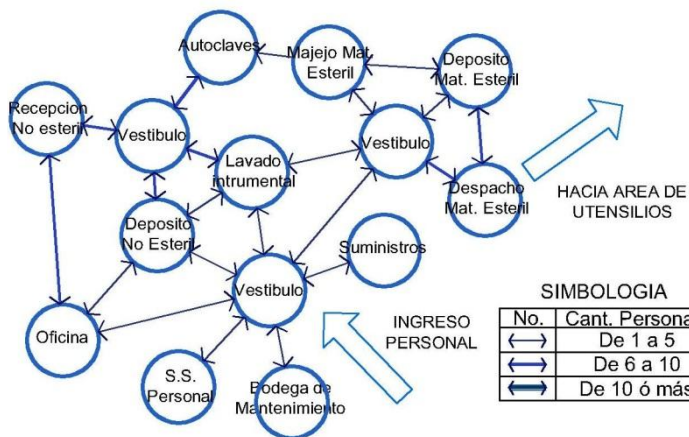 Autoclaves
Majejo Mat.
Esteril
Deposito
Mat. Esteril
Recepcion
No esteril
Vestibulo
Lavado
intrumental
Vestibulo
Despacho
Mat. Esteril
HACIA AREA DE
UTENSILIOS
Deposito
No Esteril
Suministros
Vestibulo
Oficina
INGRESO
PERSONAL
S.S.
Personal
Bodega de
Mantenimiento
SIMBOLOGIA
No. Cant. Persona
De 1 a 5
De 6 a 10
De 10 ó más